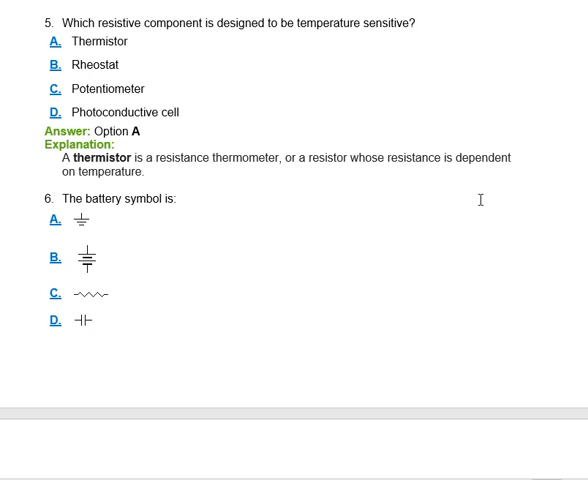 5. Which resistive component is designed to be temperature sensitive?
A. Thermistor
B. Rheostat
C. Potentiometer
D. Photoconductive cell
Answer: Option A
Explanation:
A thermistor is a resistance thermometer, or a resistor whose resistance is dependent
on temperature.
6. The battery symbol is:
A.
B.
C.
D.